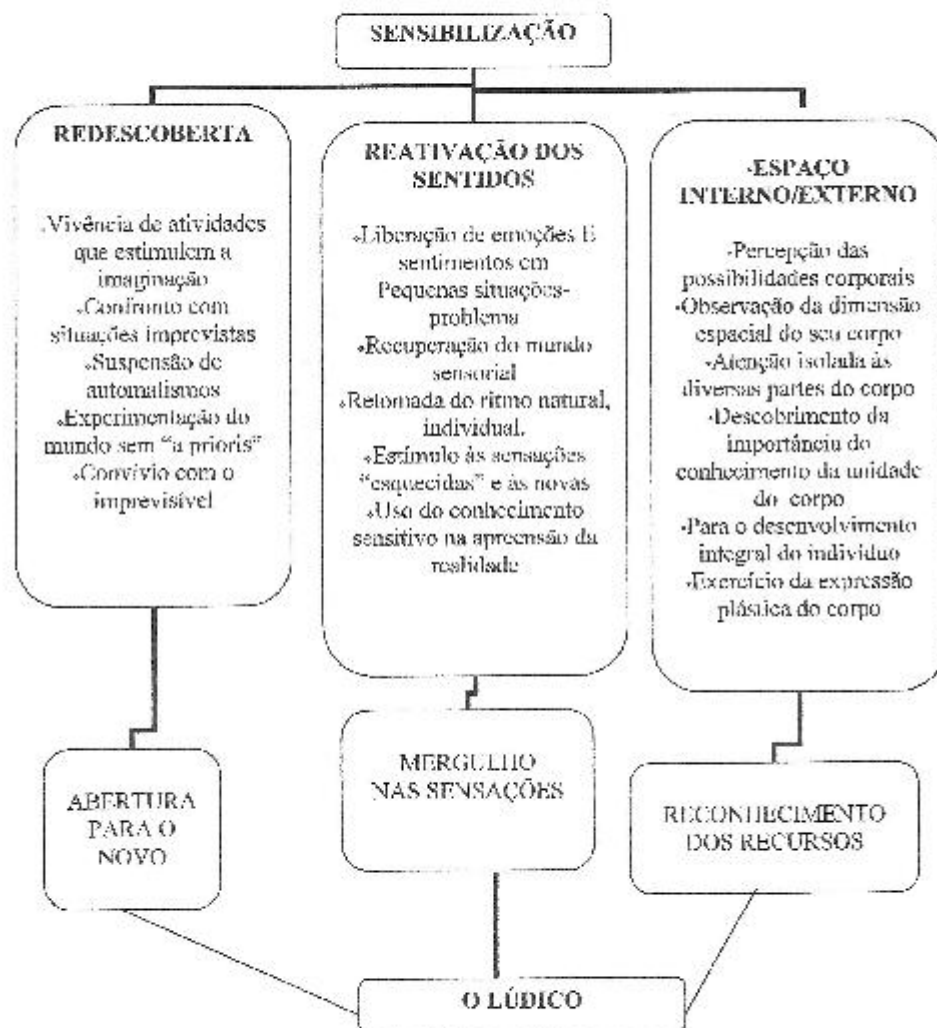 SENSIBILIZAÇÃO
REDESCOBERTA
•Vivência de atividades
que estimulem a
imaginação
•Confronto com
situações imprevistas
•Suspensão de
automatismos
•Experimentação do
mundo sem “a prioris”
•Convívio com o
imprevisível
REATIVAÇÃO DOS
SENTIDOS
•Liberação de emoções E
sentimentos em
Pequenas situações-
problema
•Recuperação do mundo
sensorial
•Retomada do ritmo natural,
individual.
•Estímulo às sensações
“esquecidas” e às novas
•Uso do conhecimento
sensitivo na apreensão da
realidade
•ESPAÇO
INTERNO/EXTERNO
•Percepção das
possibilidades corporais
•Observação da dimensão
espacial do seu corpo
•Atenção isolada às
diversas partes do corpo
•Descobrimento da
importância do
conhecimento da unidade
do corpo
•Para o desenvolvimento
integral do individuo
•Exercício da expressão
plástica do corpo
ABERTURA
PARA O
NOVO
MERGULHO
NAS SENSAÇÕES
RECONHECIMENTO
DOS RECURSOS
O LÚDICO